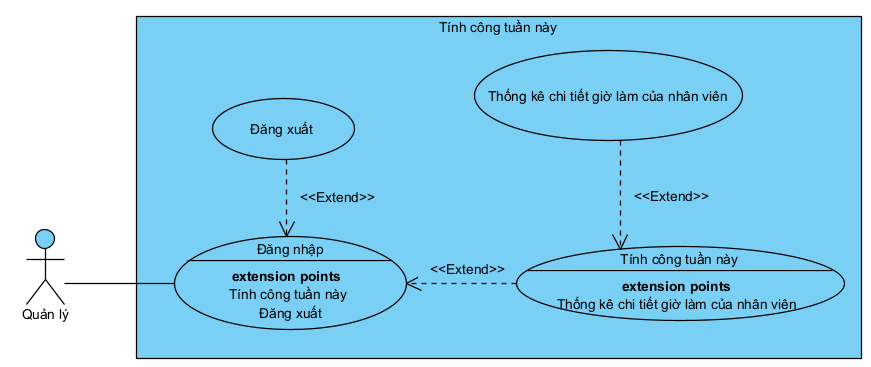 Tính công tuần này
Thống kê chi tiết giờ làm của nhân viên
Đăng xuất
<<Extend>>
<<Extend>>
Đăng nhập
extension points
Tính công tuần này
Đăng xuất
<<Extend>>
Tính công tuần này
extension points
Thống kê chi tiết giờ làm của nhân viên
Quản lý